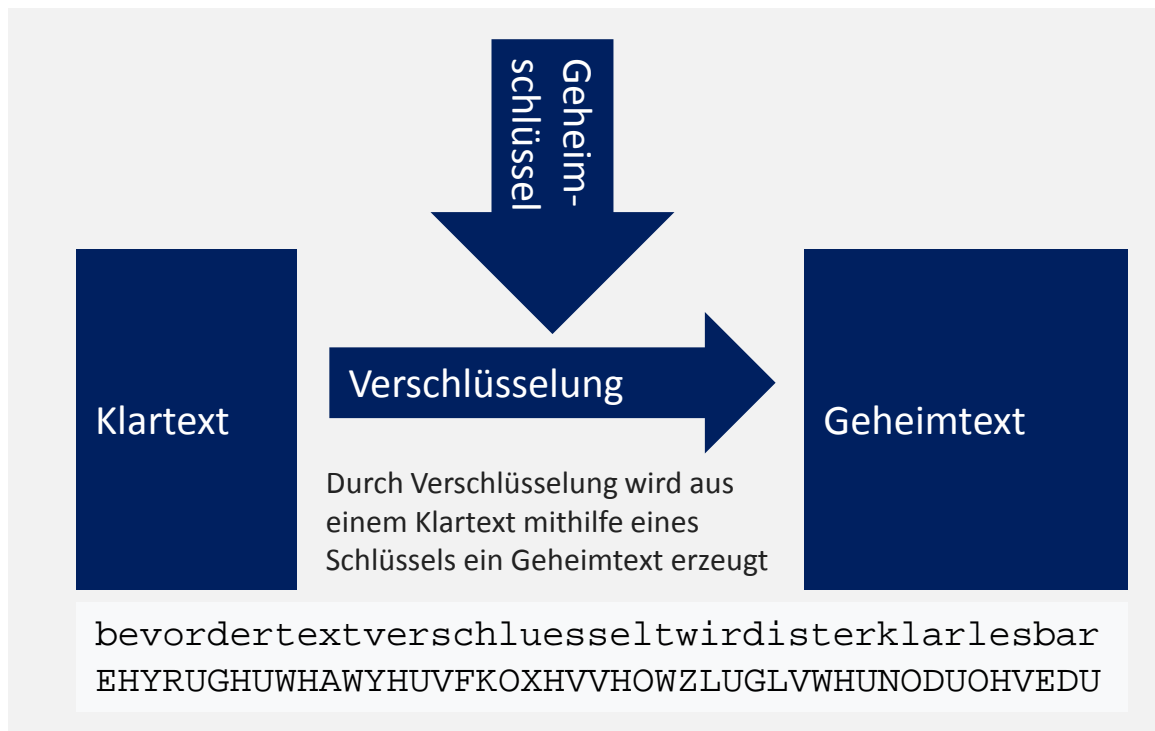 Geheim-
schlüssel
Klartext
Verschlüsselung
Geheimtext
Durch Verschlüsselung wird aus
einem Klartext mithilfe eines
Schlüssels ein Geheimtext erzeugt
bevordertextverschluesseltwirdisterklarlesbar
EHYRUGHUWHAWYHUVFKOXHVVHOWZLUGLVWHUNODUOHVEDU